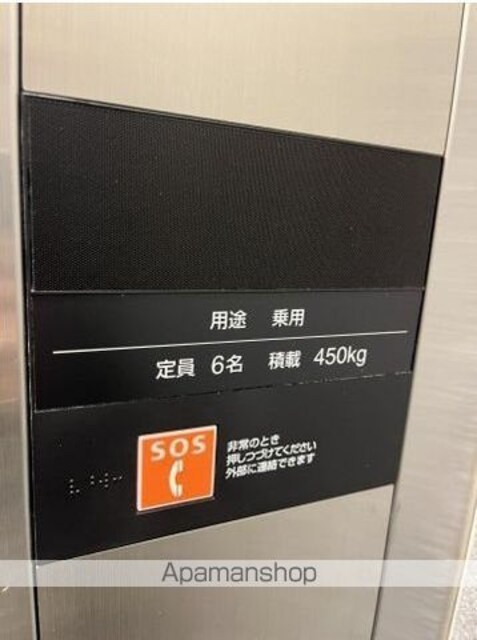 用途 乗用
定員 6名 積載 450kg
SOS
非常のとき
押しつづけてください
外部に連絡できます
Apamanshop